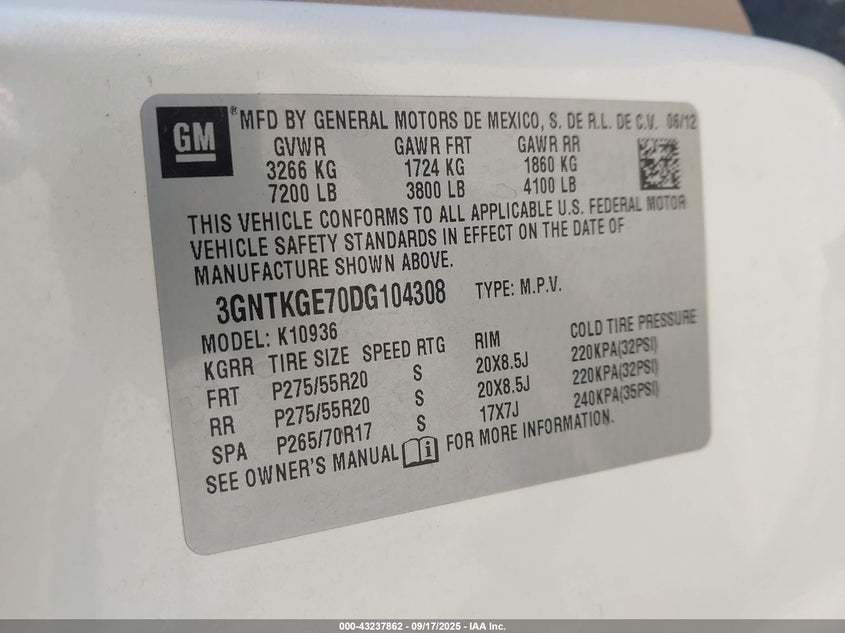 GM
® MFD BY GENERAL MOTORS DE MEXICO, S. DE R.L. DE C.V. 06/12
GVWR GAWR FRT GAWR RR
3266 KG 1724 KG 1860 KG
7200 LB 3800 LB 4100 LB
THIS VEHICLE CONFORMS TO ALL APPLICABLE U.S. FEDERAL MOTOR
VEHICLE SAFETY STANDARDS IN EFFECT ON THE DATE OF
MANUFACTURE SHOWN ABOVE.
3GNTKGE70DG104308 TYPE: M.P.V.
MODEL: K10936
KGRR TIRE SIZE SPEED RTG RIM COLD TIRE PRESSURE
FRT P275/55R20 S 20X8.5J 220KPA(32PSI)
RR P275/55R20 S 20X8.5J 220KPA(32PSI)
SPA P265/70R17 S 17X7J 240KPA(35PSI)
SEE OWNER'S MANUAL i FOR MORE INFORMATION.
000-43237862 - 09/17/2025 - IAA Inc.